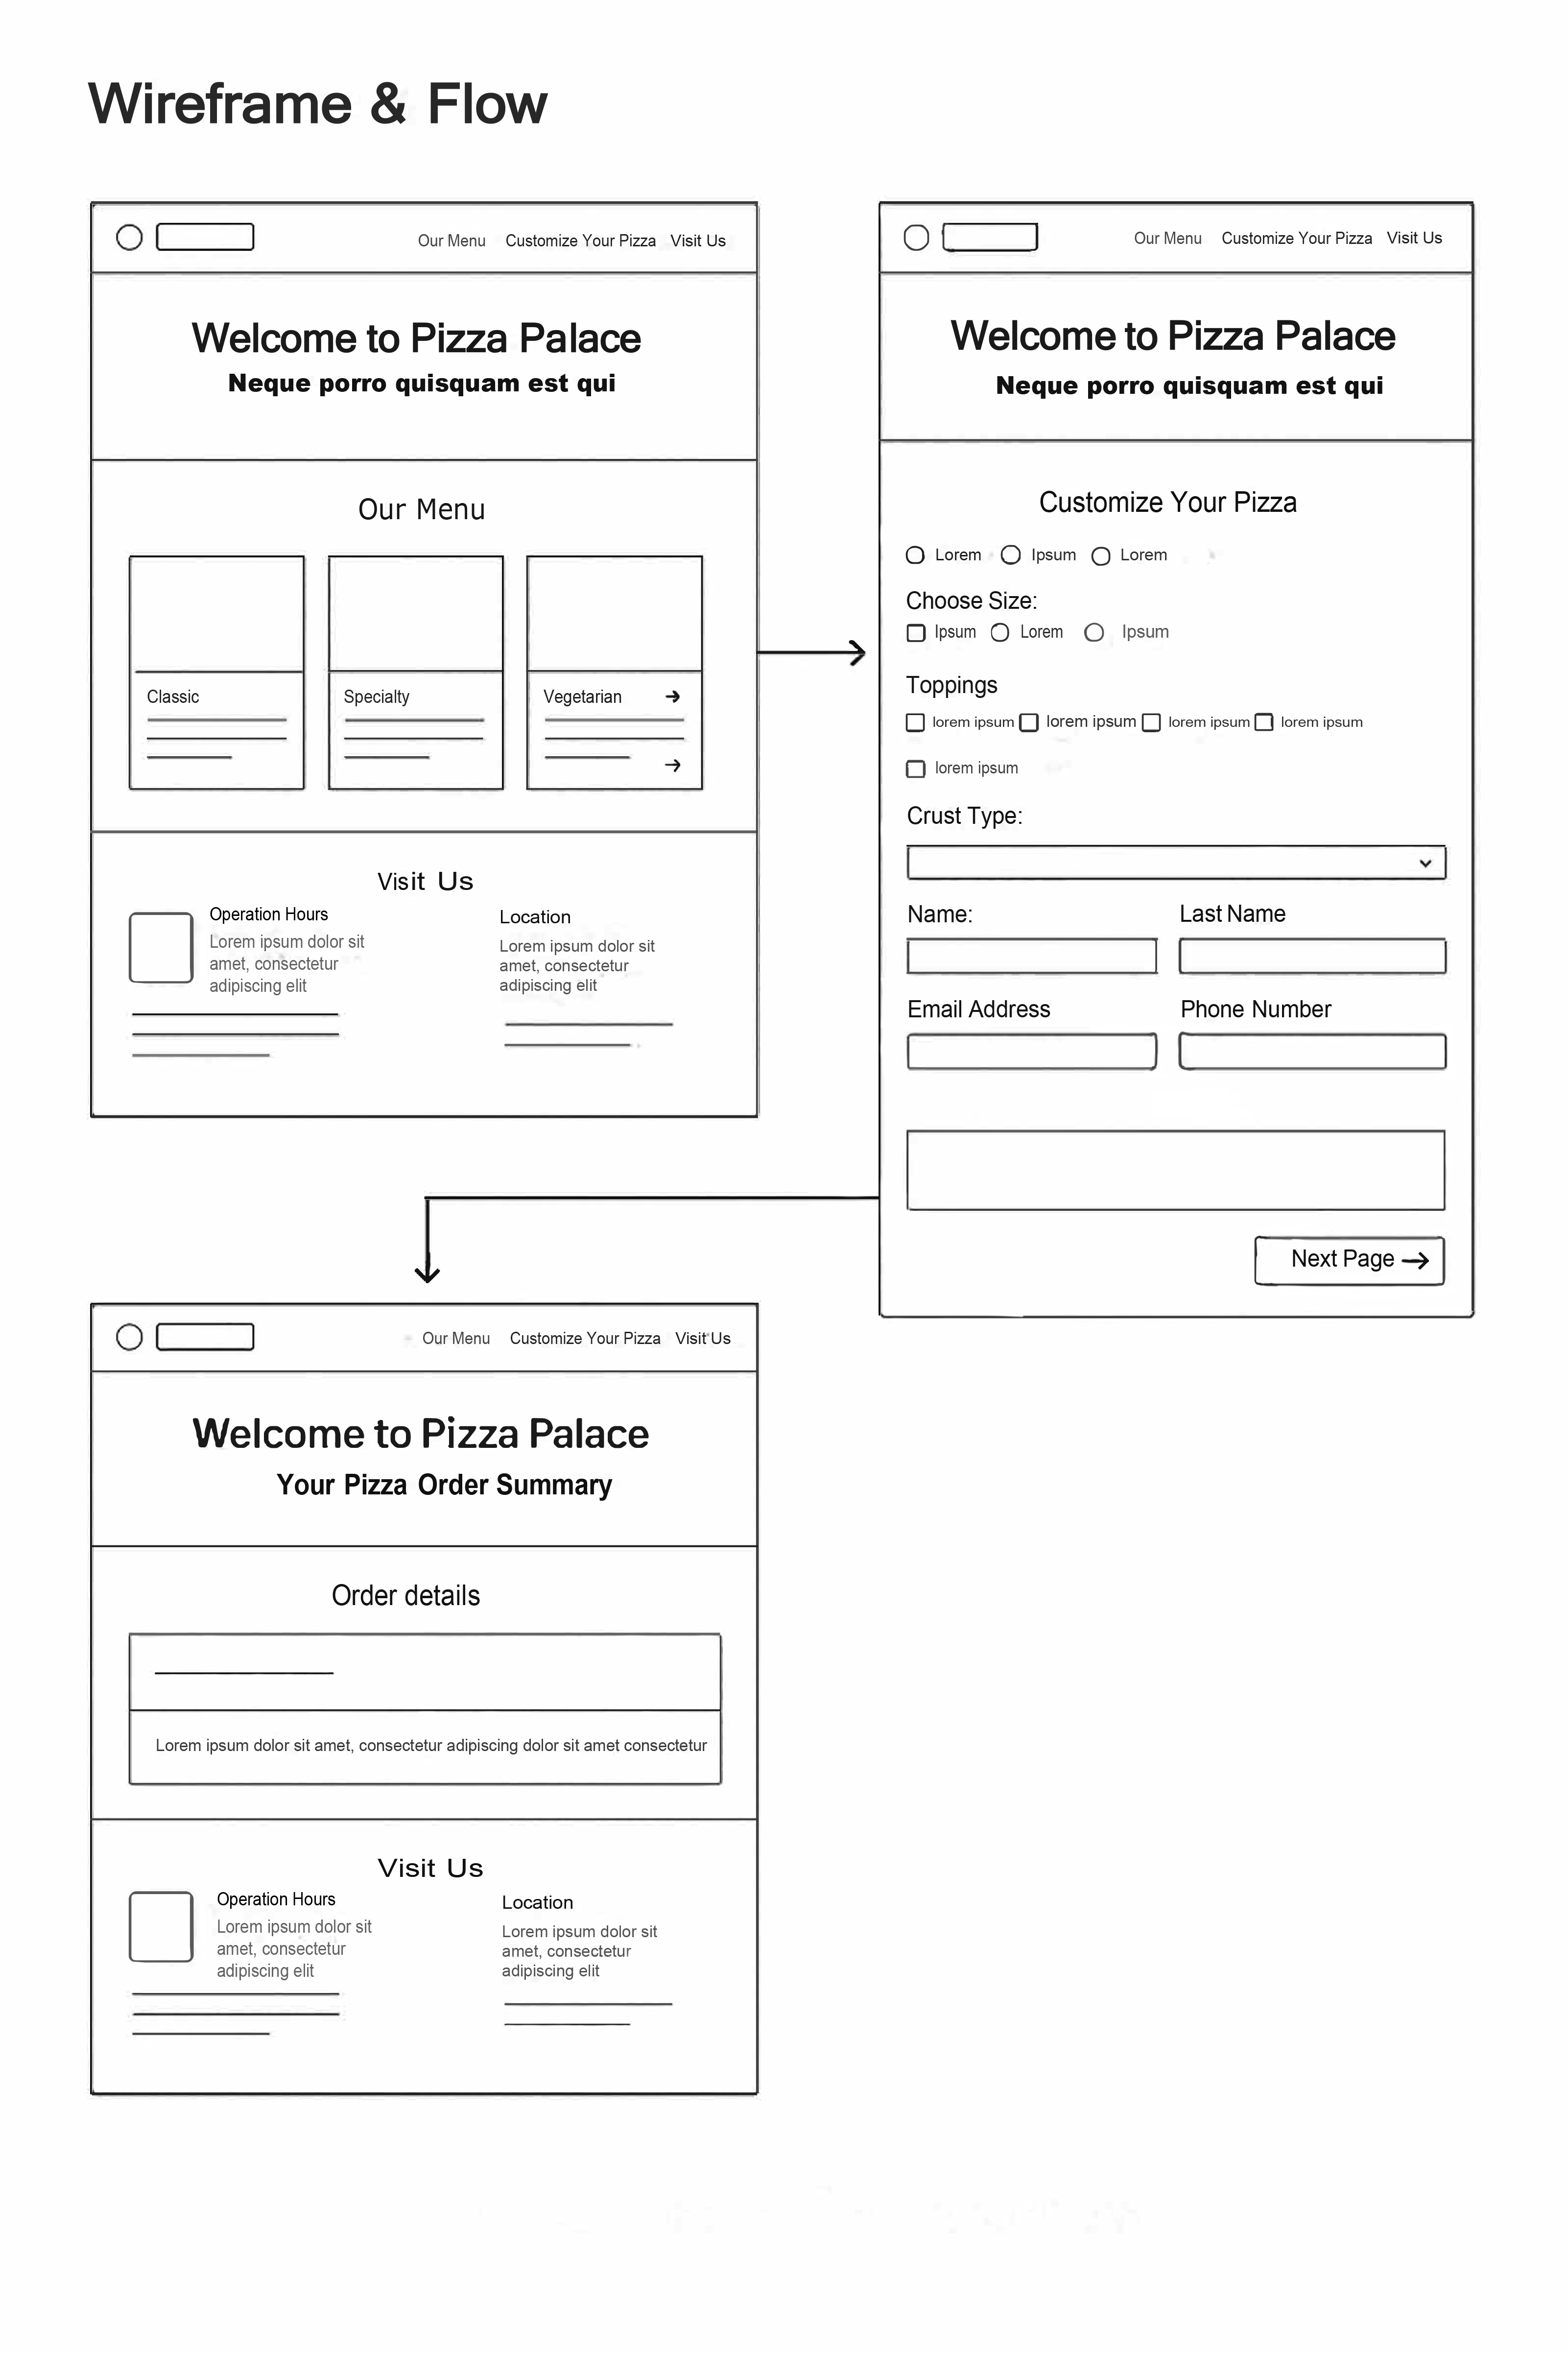 Wireframe & Flow
Our Menu Customize Your Pizza Visit Us
Welcome to Pizza Palace
Neque porro quisquam est qui
Our Menu
Classic
Specialty
Vegetarian
Visit Us
Operation Hours
Lorem ipsum dolor sit
amet, consectetur
adipiscing elit
Location
Lorem ipsum dolor sit
amet, consectetur
adipiscing elit
Our Menu Customize Your Pizza Visit Us
Welcome to Pizza Palace
Neque porro quisquam est qui
Customize Your Pizza
Lorem Ipsum Lorem
Choose Size:
Ipsum Lorem Ipsum
Toppings
lorem ipsum lorem ipsum lorem ipsum lorem ipsum
lorem ipsum
Crust Type:
Name: Last Name
Email Address Phone Number
Next Page →
Our Menu Customize Your Pizza Visit Us
Welcome to Pizza Palace
Your Pizza Order Summary
Order details
Lorem ipsum dolor sit amet, consectetur adipiscing dolor sit amet consectetur
Visit Us
Operation Hours
Lorem ipsum dolor sit
amet, consectetur
adipiscing elit
Location
Lorem ipsum dolor sit
amet, consectetur
adipiscing elit